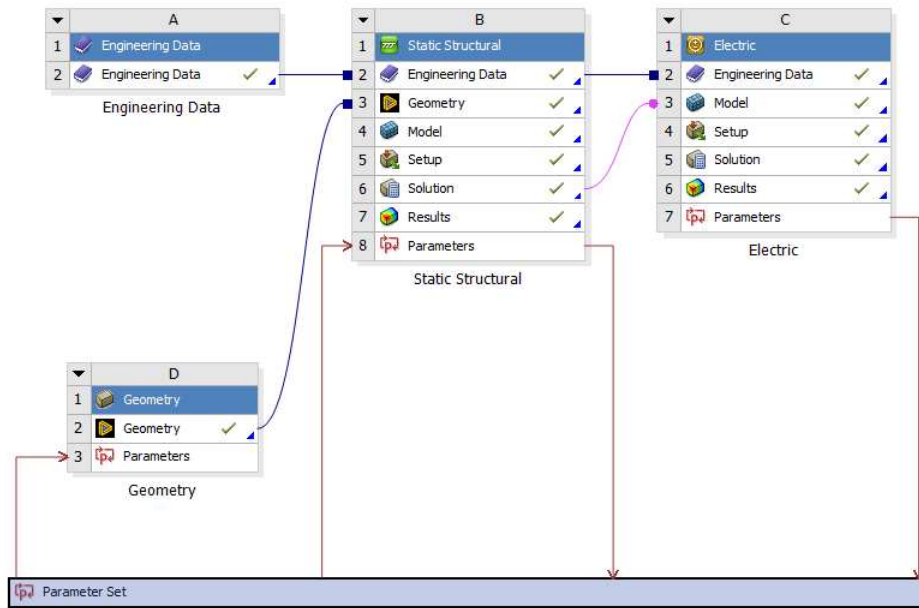 A
1 Engineering Data
2 Engineering Data
Engineering Data
B
1 Static Structural
2 Engineering Data
3 Geometry
4 Model
5 Setup
6 Solution
7 Results
8 Parameters
Static Structural
C
1 Electric
2 Engineering Data
3 Model
4 Setup
5 Solution
6 Results
7 Parameters
Electric
D
1 Geometry
2 Geometry
3 Parameters
Geometry
Parameter Set